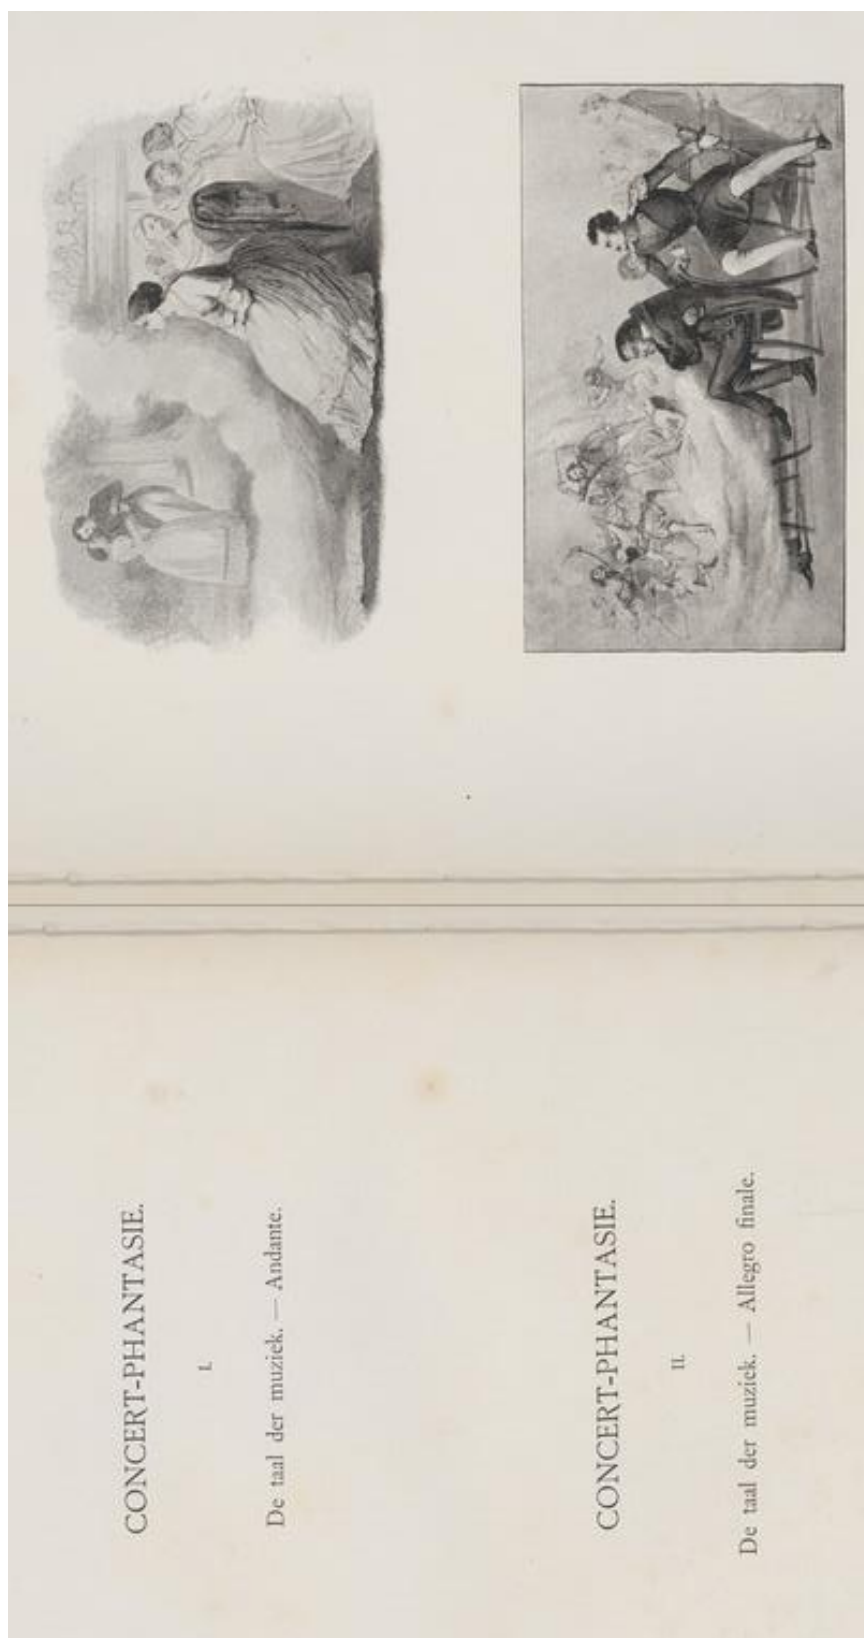 CONCERT-PHANTASIE.
I.
De taal der muziek. — Andante.
CONCERT-PHANTASIE.
II.
De taal der muziek. — Allegro finale.